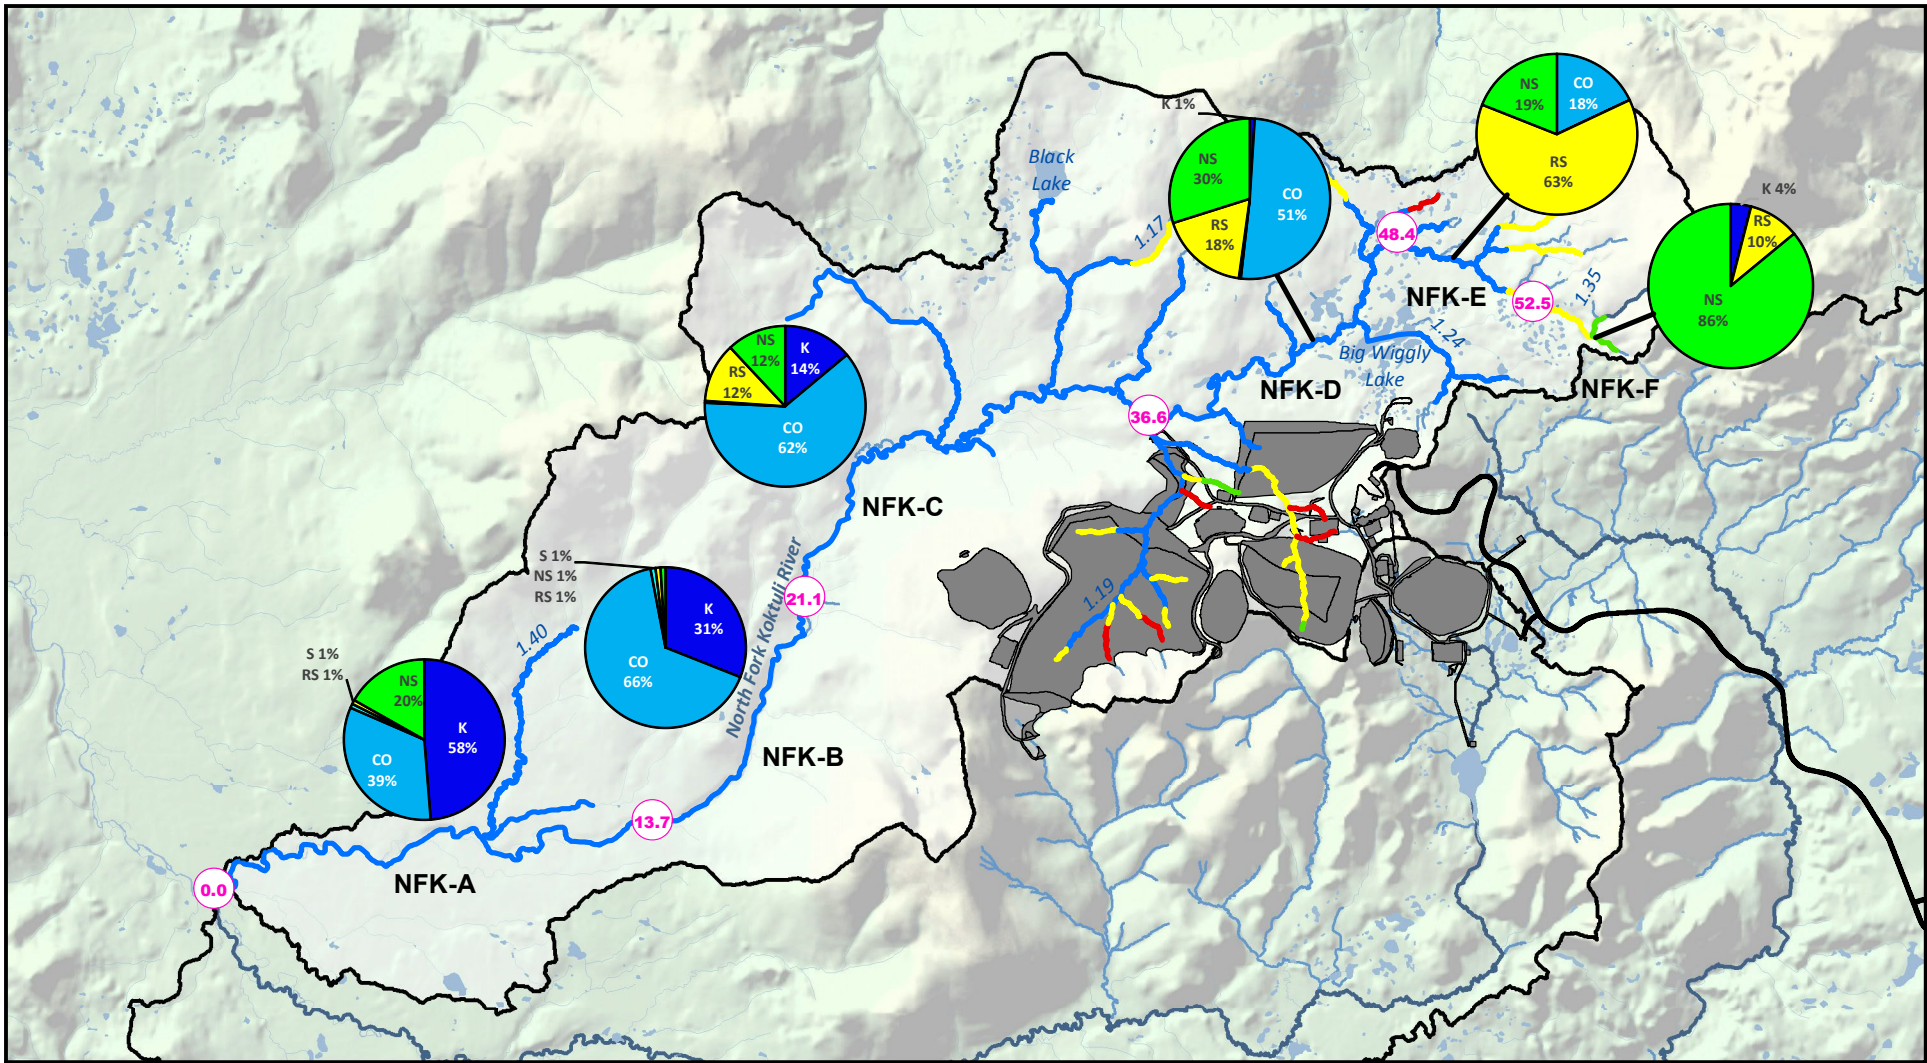 K 1%
NS
19%
CO
18%
RS
63%
Black
Lake
NS
30%
CO
51%
RS
18%
K 4%
RS
10%
NS
86%
1.17
48.4
NFK-E
52.5
1.35
1.24
Big Wiggly
Lake
NFK-D
NFK-F
NS
12%
K
14%
RS
12%
CO
62%
36.6
NFK-C
S 1%
NS 1%
RS 1%
K
31%
CO
66%
21.1
North Fork Koktuli River
1.19
1.40
S 1%
RS 1%
NS
20%
K
58%
CO
39%
NFK-B
13.7
NFK-A
0.0